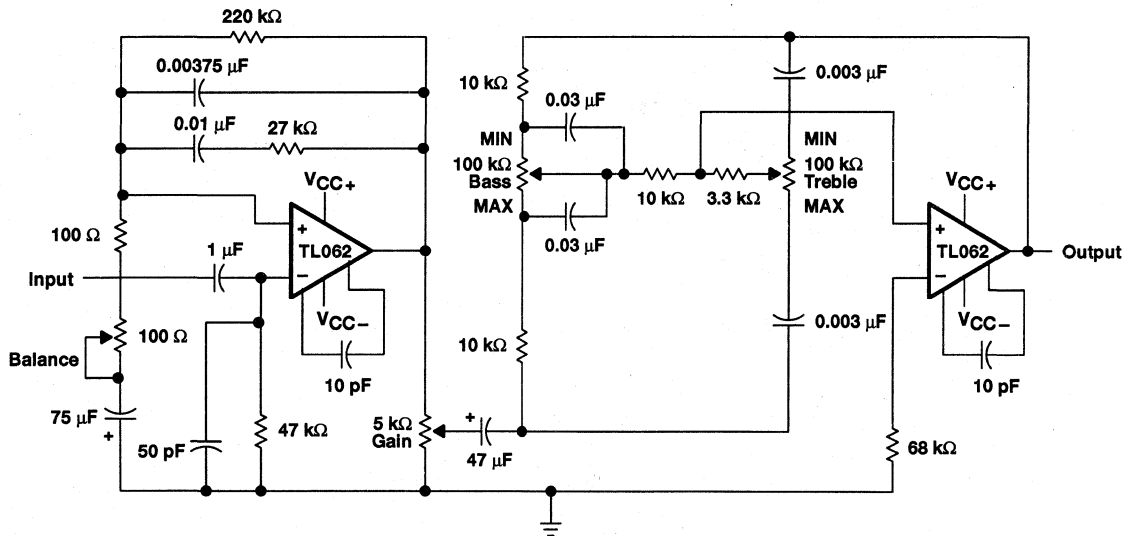 220 kΩ
0.00375 μF
0.01 μF
27 kΩ
VCC+
100 Ω
+
TL062
1 μF
Input
−
VCC−
100 Ω
Balance
10 pF
75 μF
+
50 pF
47 kΩ
5 kΩ
Gain
+
47 μF
10 kΩ
0.03 μF
MIN
100 kΩ
Bass
MAX
0.03 μF
10 kΩ
10 kΩ
3.3 kΩ
0.003 μF
MIN
100 kΩ
Treble
MAX
0.003 μF
VCC+
+
TL062
−
Output
VCC−
10 pF
68 kΩ